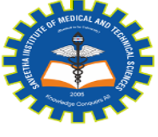 SAVEETHA INSTITUTE OF MEDICAL AND TECHNICAL SCIENCES
2005
Knowledge Conquers All